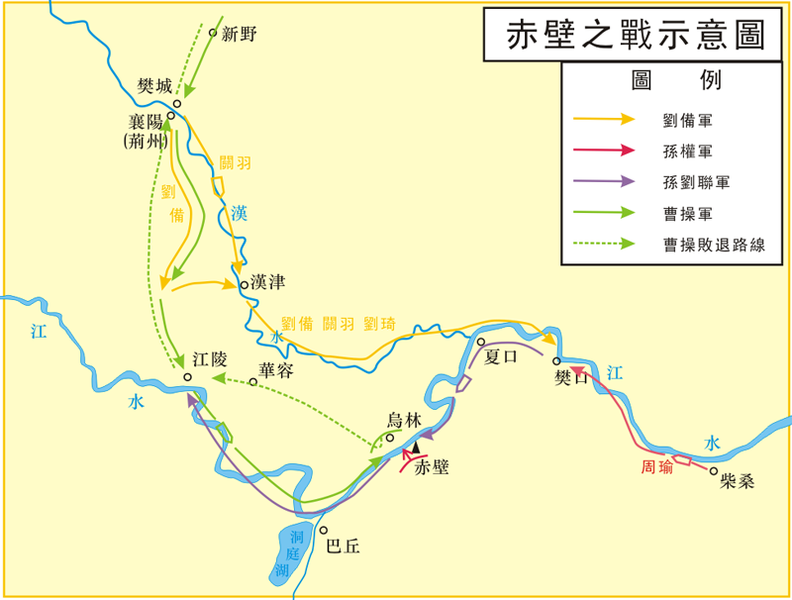 赤壁之戰示意圖
圖 例
劉備軍
孫權軍
孫劉聯軍
曹操軍
曹操敗退路線
新野
樊城
襄陽
(荊州)
關羽
劉
備
漢
漢津
劉備 關羽 劉琦
水
江
水
江陵
華容
夏口
樊口
江
水
烏林
赤壁
周瑜
柴桑
巴丘
洞
庭
湖